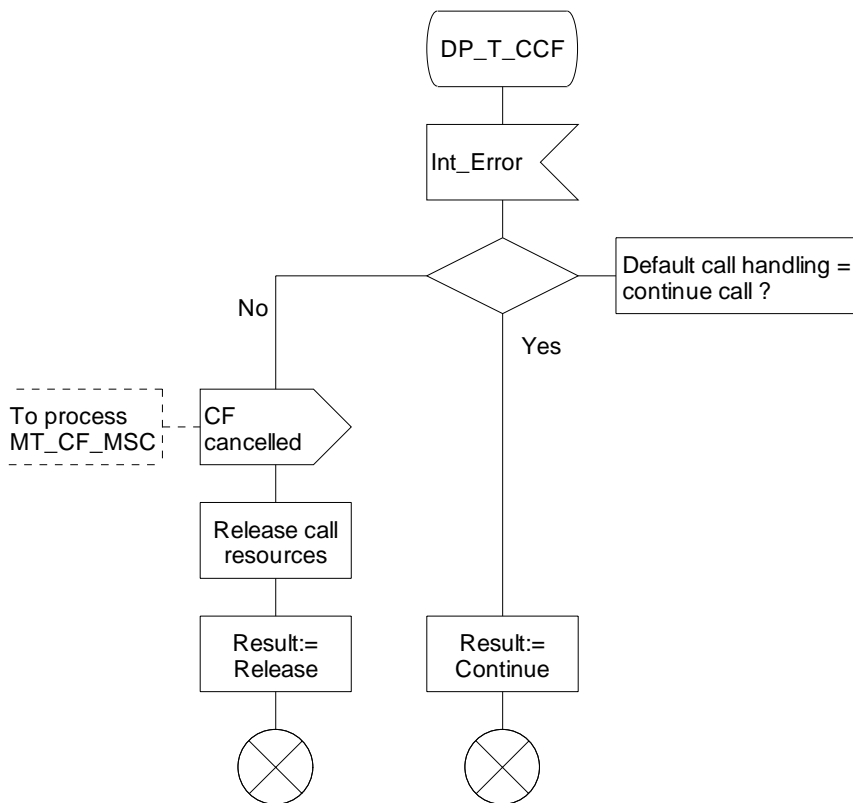 DP_T_CCF
Int_Error
Default call handling =
continue call ?
No
Yes
To process
MT_CF_MSC
CF
cancelled
Release call
resources
Result:=
Release
Result:=
Continue